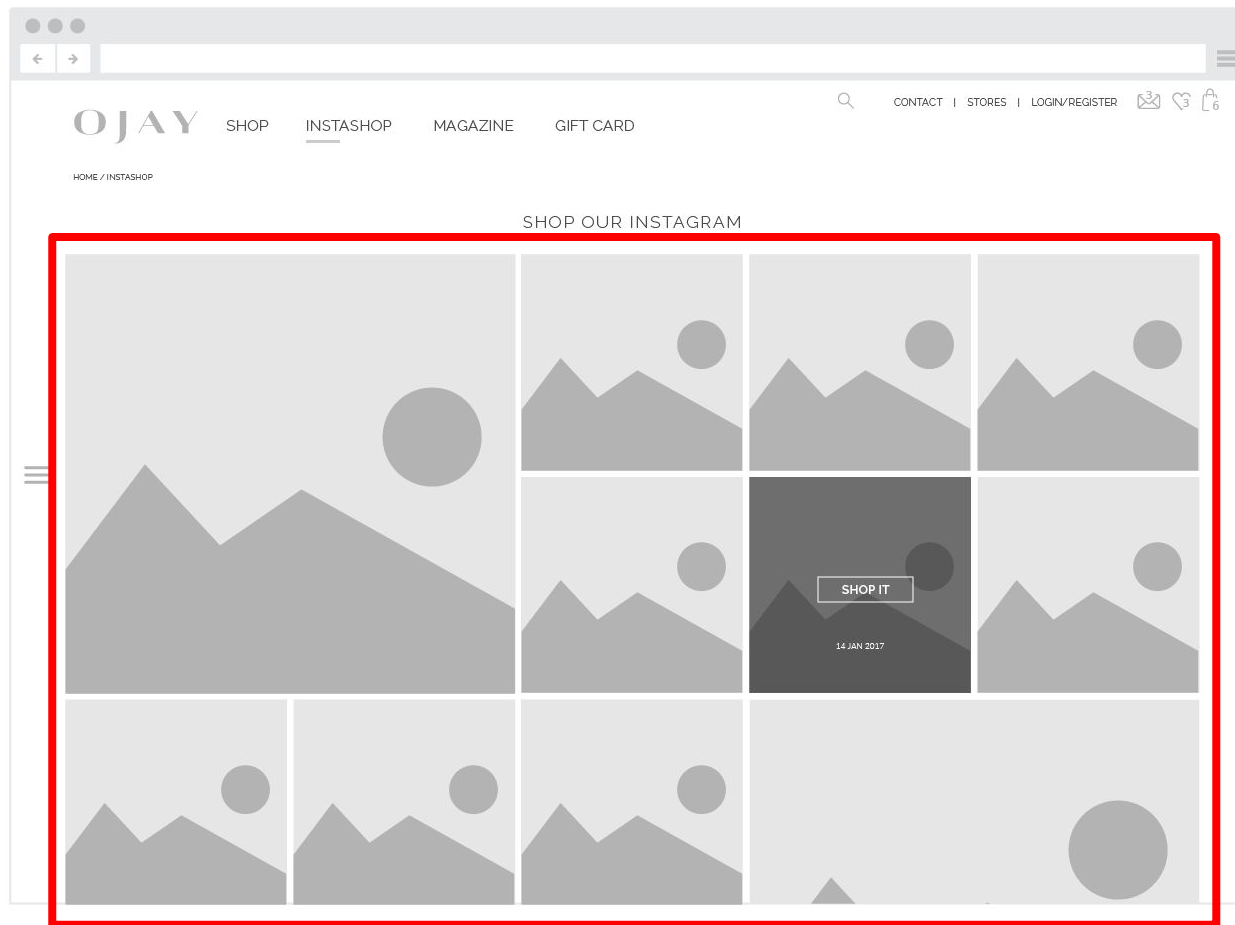 CONTACT | STORES | LOGIN/REGISTER 3 3 6
OJAY SHOP INSTASHOP MAGAZINE GIFT CARD
HOME / INSTASHOP
SHOP OUR INSTAGRAM
SHOP IT
14 JAN 2017